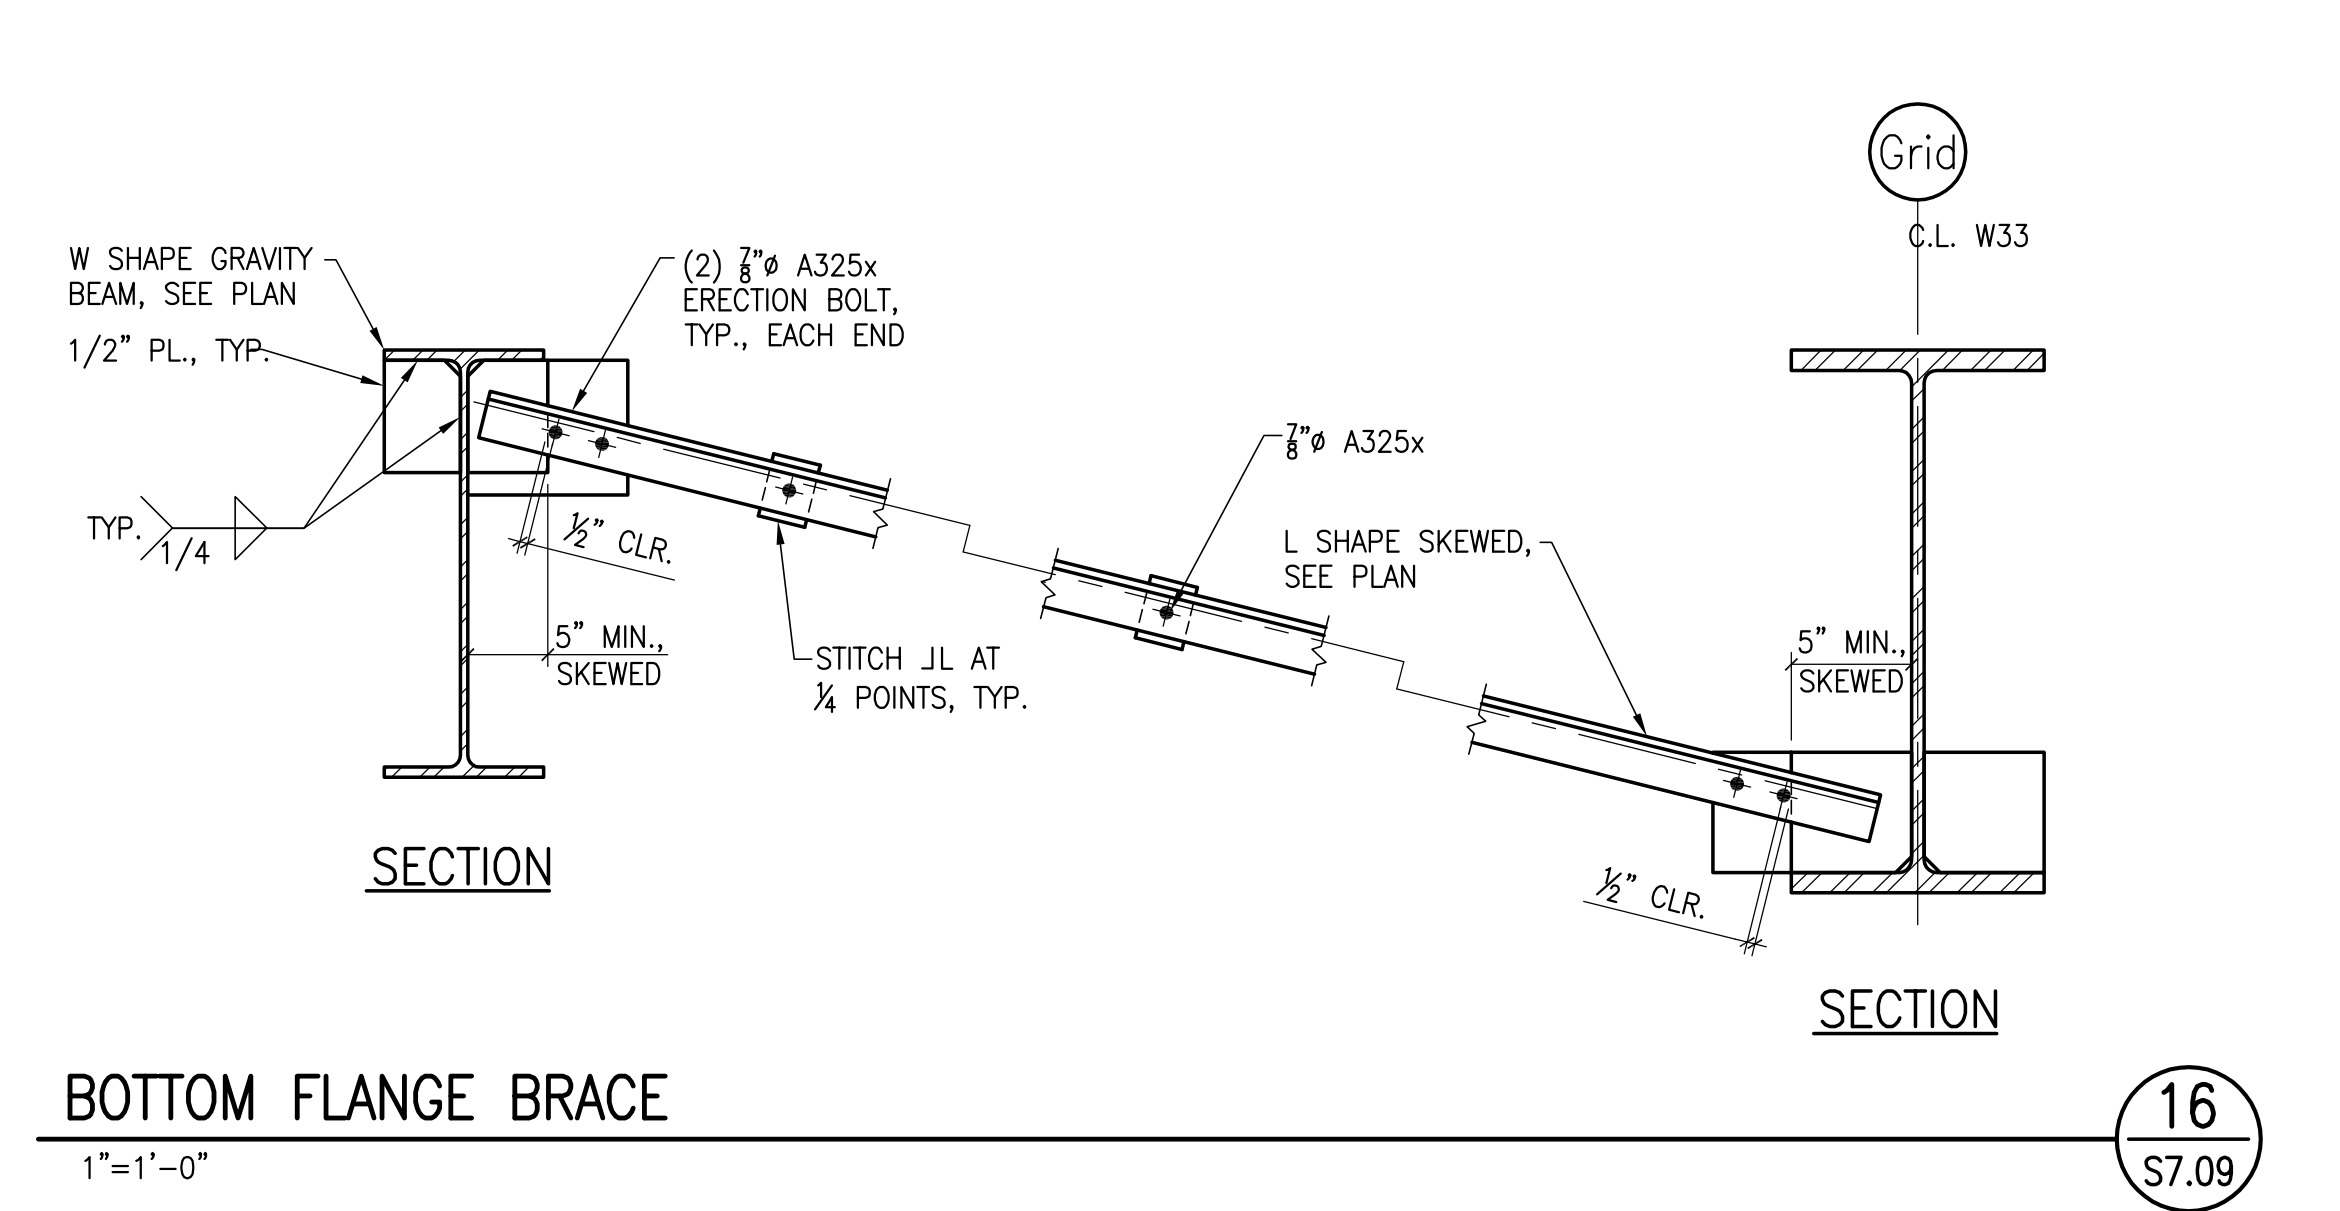 Grid
C.L. W33
W SHAPE GRAVITY
BEAM, SEE PLAN
1/2" PL., TYP.
(2) 7/8"ø A325x
ERECTION BOLT,
TYP., EACH END
7/8"ø A325x
TYP.
1/4
1/2" CLR.
L SHAPE SKEWED,
SEE PLAN
5" MIN.,
SKEWED
STITCH ⅃L AT
1/4 POINTS, TYP.
5" MIN.,
SKEWED
SECTION
1/2" CLR.
SECTION
BOTTOM FLANGE BRACE
1"=1'-0"
16
S7.09